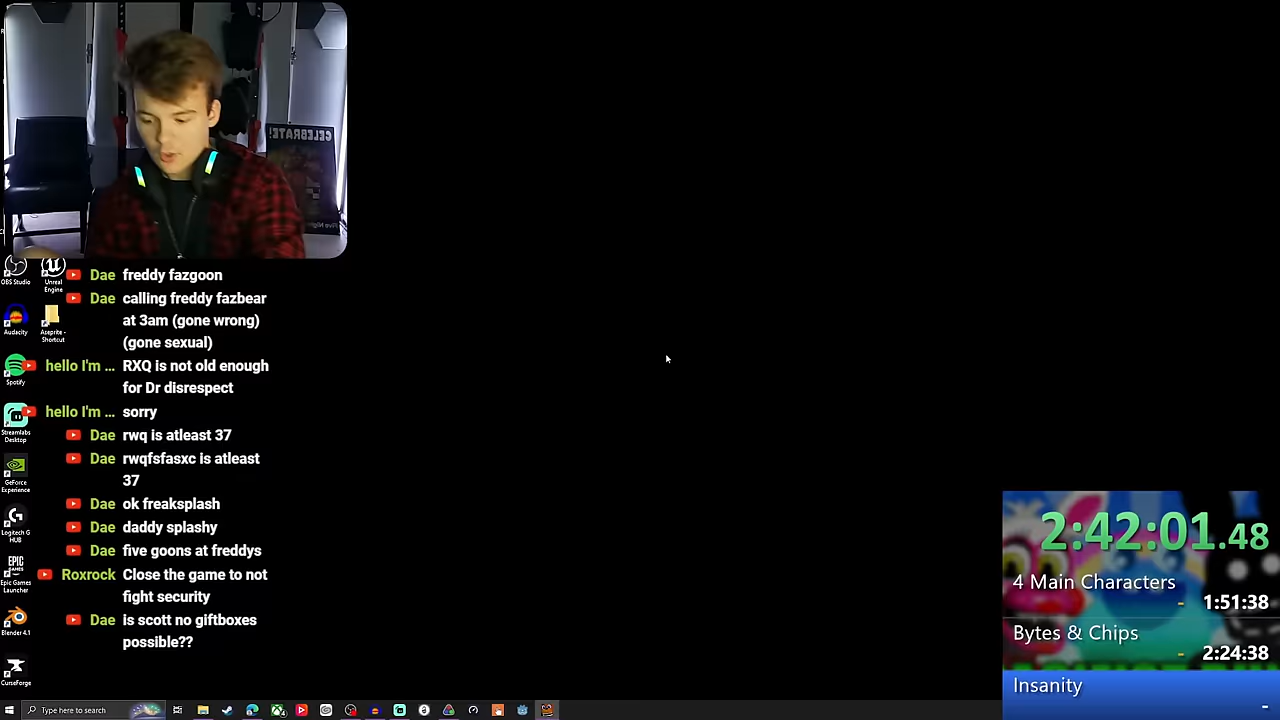 CELEBRATE!
OBS Studio
Unreal Engine
Audacity
Aseprite - Shortcut
Spotify
Streamlabs Desktop
GeForce Experience
Logitech G HUB
EPIC GAMES
Epic Games Launcher
Blender 4.1
CurseForge
Dae freddy fazgoon
Dae calling freddy fazbear
at 3am (gone wrong)
(gone sexual)
hello I'm ... RXQ is not old enough
for Dr disrespect
hello I'm ... sorry
Dae rwq is atleast 37
Dae rwqfsfasxc is atleast
37
Dae ok freaksplash
Dae daddy splashy
Dae five goons at freddys
Roxrock Close the game to not
fight security
Dae is scott no giftboxes
possible??
2:42:01.48
4 Main Characters
- 1:51:38
Bytes & Chips
- 2:24:38
Insanity
-
Type here to search